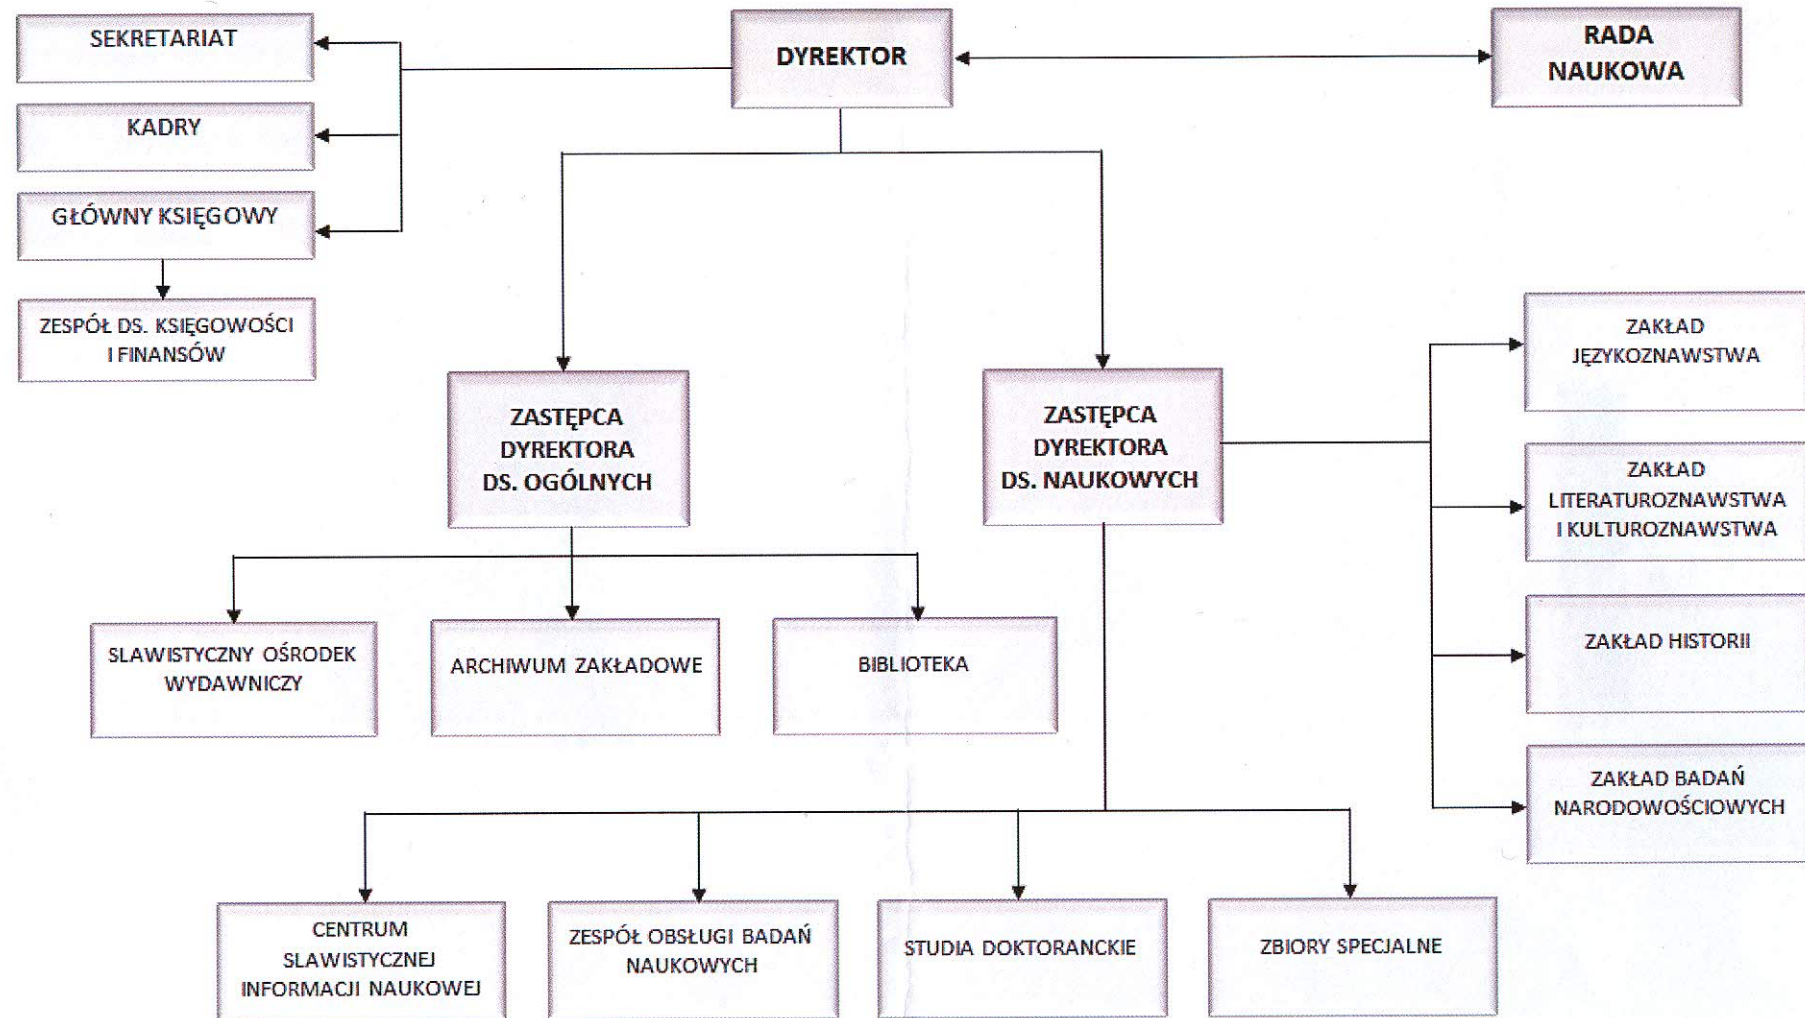 SEKRETARIAT
DYREKTOR
RADA
NAUKOWA
KADRY
GŁÓWNY KSIĘGOWY
ZESPÓŁ DS. KSIĘGOWOŚCI
I FINANSÓW
ZASTĘPCA
DYREKTORA
DS. OGÓLNYCH
ZASTĘPCA
DYREKTORA
DS. NAUKOWYCH
ZAKŁAD
JĘZYKOZNAWSTWA
ZAKŁAD
LITERATUROZNAWSTWA
I KULTUROZNAWSTWA
ZAKŁAD HISTORII
ZAKŁAD BADAŃ
NARODOWOŚCIOWYCH
SLAWISTYCZNY OŚRODEK
WYDAWNICZY
ARCHIWUM ZAKŁADOWE
BIBLIOTEKA
CENTRUM
SLAWISTYCZNEJ
INFORMACJI NAUKOWEJ
ZESPÓŁ OBSŁUGI BADAŃ
NAUKOWYCH
STUDIA DOKTORANCKIE
ZBIORY SPECJALNE